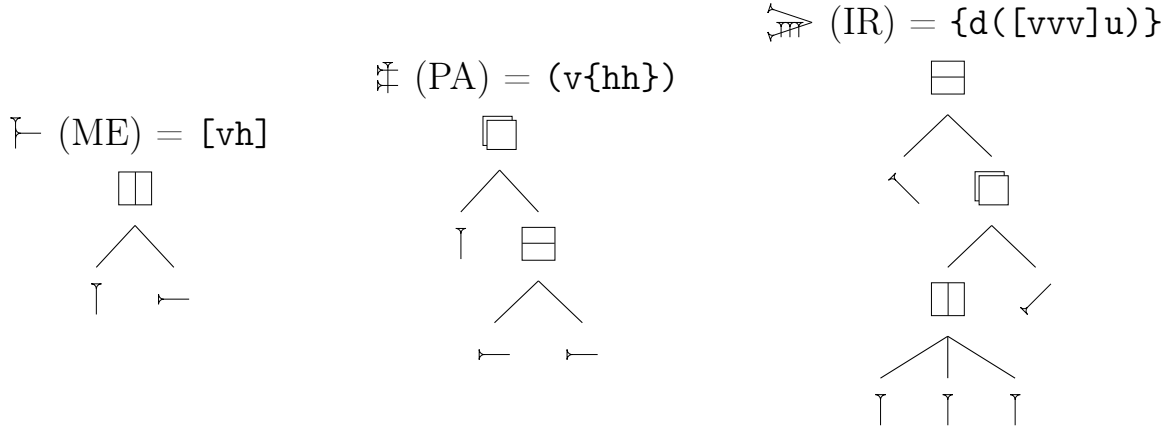 𒈨 (ME) = [vh]
𒉺 (PA) = (v{hh})
𒅕 (IR) = {d([vvv]u)}